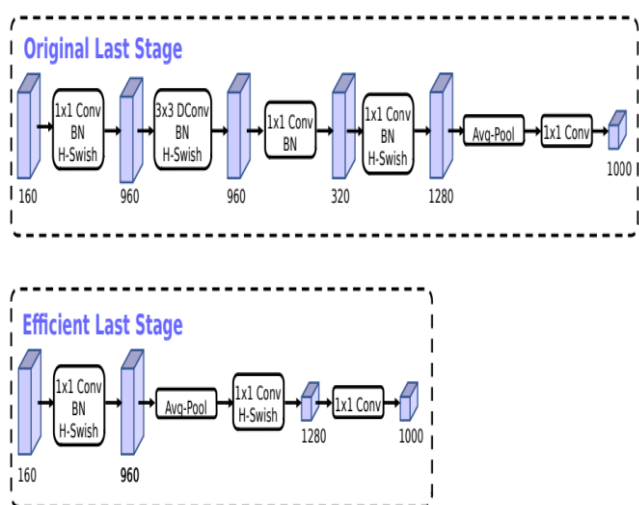 Original Last Stage
1x1 Conv
BN
H-Swish
3x3 DConv
BN
H-Swish
1x1 Conv
BN
1x1 Conv
BN
H-Swish
Avg-Pool
1x1 Conv
160
960
960
320
1280
1000
Efficient Last Stage
1x1 Conv
BN
H-Swish
Avg-Pool
1x1 Conv
H-Swish
1x1 Conv
160
960
1280
1000